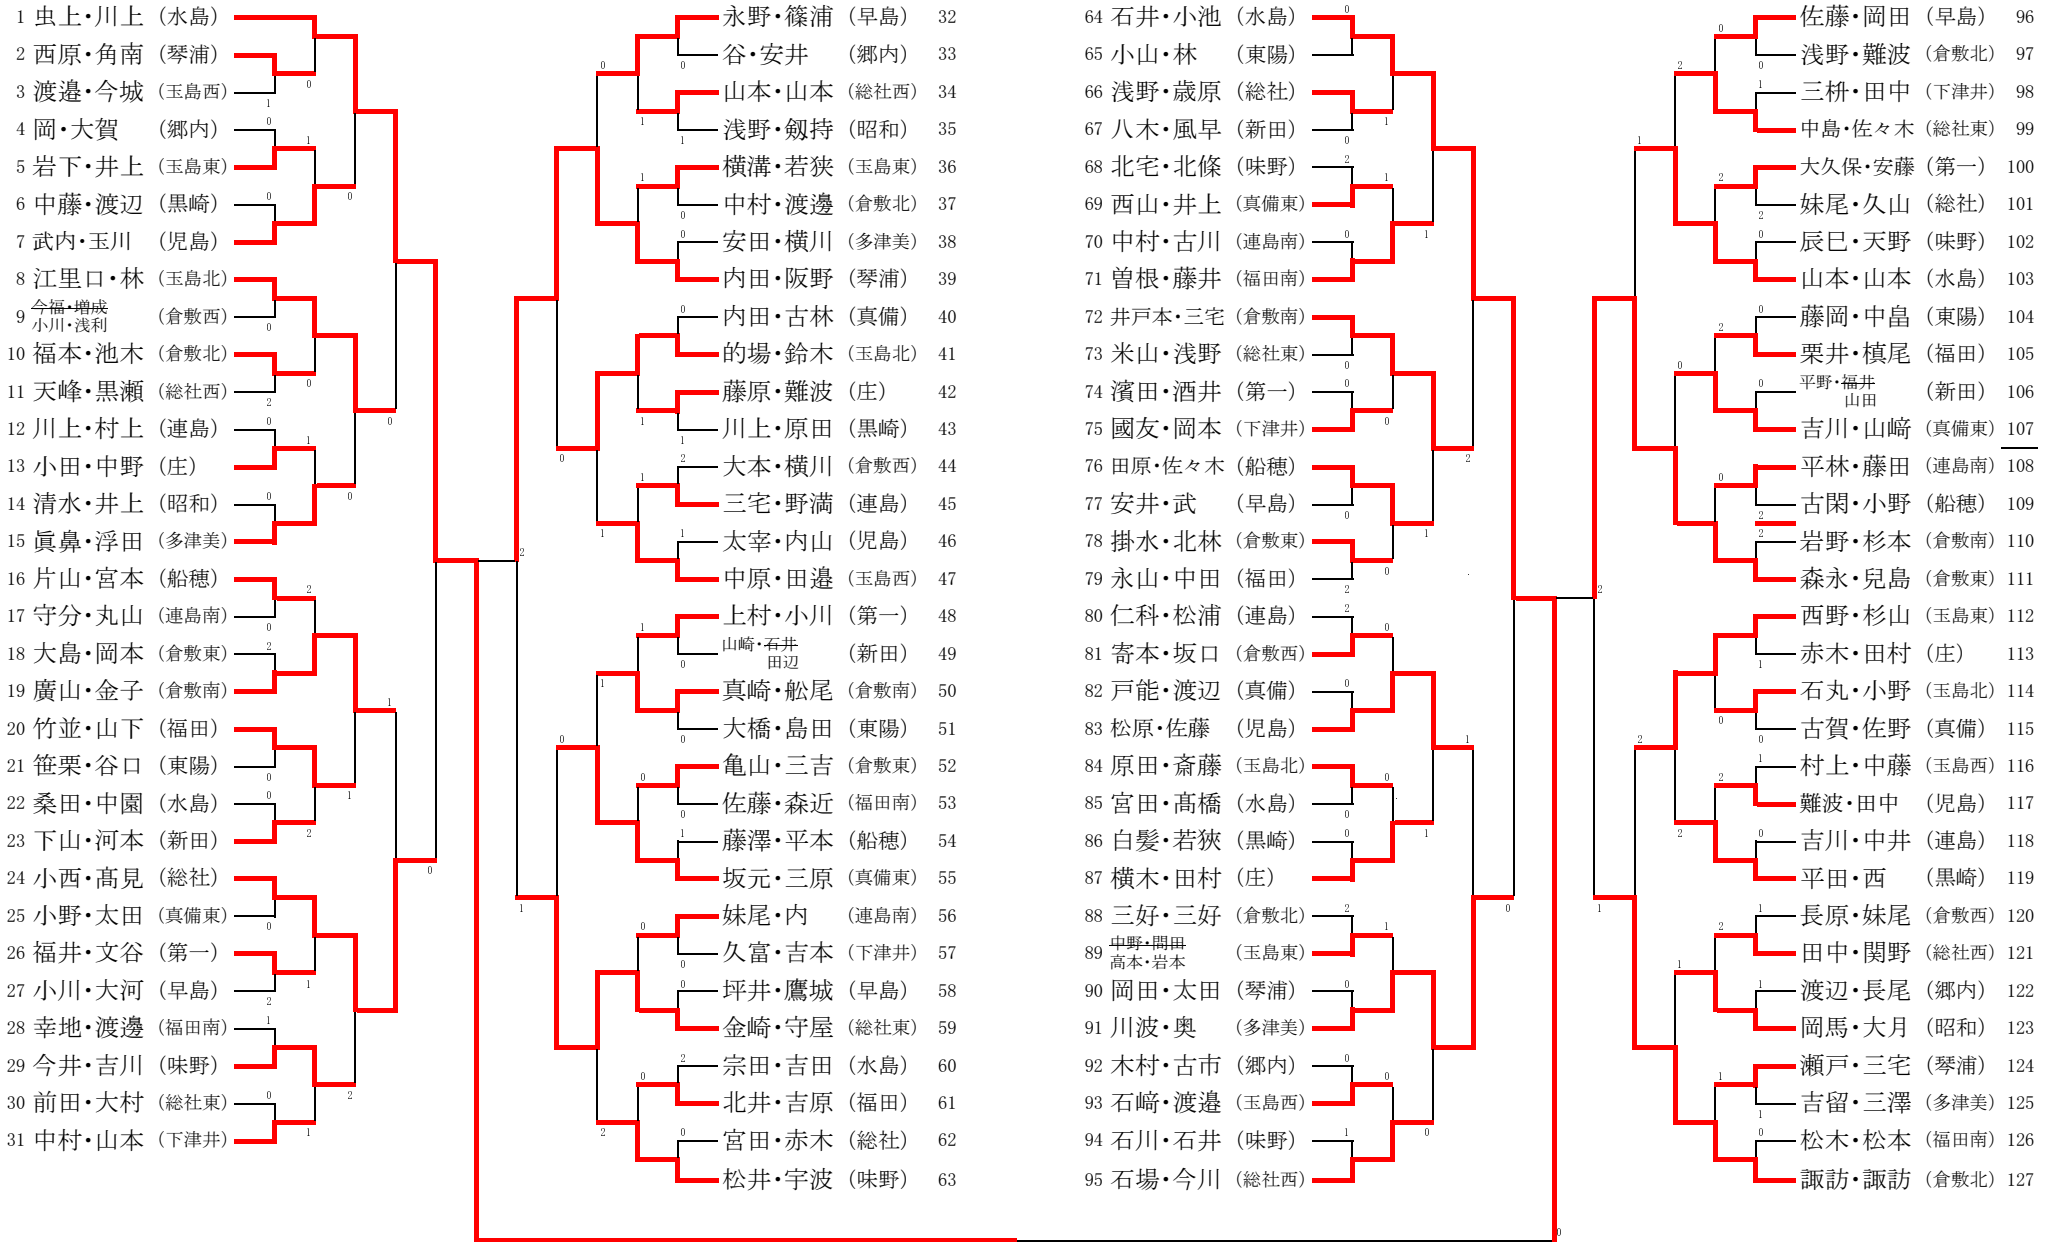 1 虫上・川上 （水島）
2 西原・角南 （琴浦）
3 渡邉・今城 （玉島西）
4 岡・大賀 （郷内）
5 岩下・井上 （玉島東）
6 中藤・渡辺 （黒崎）
7 武内・玉川 （児島）
8 江里口・林 （玉島北）
9 今福・増成 （倉敷西）
小川・浅利
10 福本・池木 （倉敷北）
11 天峰・黒瀬 （総社西）
12 川上・村上 （連島）
13 小田・中野 （庄）
14 清水・井上 （昭和）
15 眞鼻・浮田 （多津美）
16 片山・宮本 （船穂）
17 守分・丸山 （連島南）
18 大島・岡本 （倉敷東）
19 廣山・金子 （倉敷南）
20 竹並・山下 （福田）
21 笹栗・谷口 （東陽）
22 桑田・中園 （水島）
23 下山・河本 （新田）
24 小西・髙見 （総社）
25 小野・太田 （真備東）
26 福井・文谷 （第一）
27 小川・大河 （早島）
28 幸地・渡邊 （福田南）
29 今井・吉川 （味野）
30 前田・大村 （総社東）
31 中村・山本 （下津井）
永野・篠浦 （早島） 32
谷・安井 （郷内） 33
山本・山本 （総社西） 34
浅野・剱持 （昭和） 35
横溝・若狭 （玉島東） 36
中村・渡邊 （倉敷北） 37
安田・横川 （多津美） 38
内田・阪野 （琴浦） 39
内田・古林 （真備） 40
的場・鈴木 （玉島北） 41
藤原・難波 （庄） 42
川上・原田 （黒崎） 43
大本・横川 （倉敷西） 44
三宅・野満 （連島） 45
太宰・内山 （児島） 46
中原・田邉 （玉島西） 47
上村・小川 （第一） 48
山崎・石井 （新田） 49
田辺
真崎・舩尾 （倉敷南） 50
大橋・島田 （東陽） 51
亀山・三吉 （倉敷東） 52
佐藤・森近 （福田南） 53
藤澤・平本 （船穂） 54
坂元・三原 （真備東） 55
妹尾・内 （連島南） 56
久富・吉本 （下津井） 57
坪井・鷹城 （早島） 58
金崎・守屋 （総社東） 59
宗田・吉田 （水島） 60
北井・吉原 （福田） 61
宮田・赤木 （総社） 62
松井・宇波 （味野） 63
64 石井・小池 （水島）
65 小山・林 （東陽）
66 浅野・歳原 （総社）
67 八木・風早 （新田）
68 北宅・北條 （味野）
69 西山・井上 （真備東）
70 中村・古川 （連島南）
71 曽根・藤井 （福田南）
72 井戸本・三宅 （倉敷南）
73 米山・浅野 （総社東）
74 濱田・酒井 （第一）
75 國友・岡本 （下津井）
76 田原・佐々木 （船穂）
77 安井・武 （早島）
78 掛水・北林 （倉敷東）
79 永山・中田 （福田）
80 仁科・松浦 （連島）
81 寄本・坂口 （倉敷西）
82 戸能・渡辺 （真備）
83 松原・佐藤 （児島）
84 原田・斎藤 （玉島北）
85 宮田・髙橋 （水島）
86 白髪・若狹 （黒崎）
87 横木・田村 （庄）
88 三好・三好 （倉敷北）
89 中野・間田 （玉島東）
高本・岩本
90 岡田・太田 （琴浦）
91 川波・奥 （多津美）
92 木村・古市 （郷内）
93 石﨑・渡邉 （玉島西）
94 石川・石井 （味野）
95 石場・今川 （総社西）
佐藤・岡田 （早島） 96
浅野・難波 （倉敷北） 97
三枡・田中 （下津井） 98
中島・佐々木 （総社東） 99
大久保・安藤 （第一） 100
妹尾・久山 （総社） 101
辰巳・天野 （味野） 102
山本・山本 （水島） 103
藤岡・中畠 （東陽） 104
栗井・槙尾 （福田） 105
平野・福井 （新田） 106
山田
吉川・山﨑 （真備東） 107
平林・藤田 （連島南） 108
古閑・小野 （船穂） 109
岩野・杉本 （倉敷南） 110
森永・兒島 （倉敷東） 111
西野・杉山 （玉島東） 112
赤木・田村 （庄） 113
石丸・小野 （玉島北） 114
古賀・佐野 （真備） 115
村上・中藤 （玉島西） 116
難波・田中 （児島） 117
吉川・中井 （連島） 118
平田・西 （黒崎） 119
長原・妹尾 （倉敷西） 120
田中・関野 （総社西） 121
渡辺・長尾 （郷内） 122
岡馬・大月 （昭和） 123
瀬戸・三宅 （琴浦） 124
吉留・三澤 （多津美） 125
松木・松本 （福田南） 126
諏訪・諏訪 （倉敷北） 127